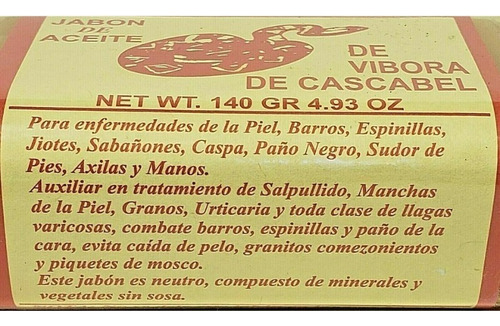 JABON
DE
ACEITE
DE
VIBORA
DE CASCABEL
NET WT. 140 GR 4.93 OZ
Para enfermedades de la Piel, Barros, Espinillas,
Jiotes, Sabañones, Caspa, Paño Negro, Sudor de
Pies, Axilas y Manos.
Auxiliar en tratamiento de Salpullido, Manchas
de la Piel, Granos, Urticaria y toda clase de llagas
varicosas, combate barros, espinillas y paño de la
cara, evita caída de pelo, granitos comezonientos
y piquetes de mosco.
Este jabón es neutro, compuesto de minerales y
vegetales sin sosa.